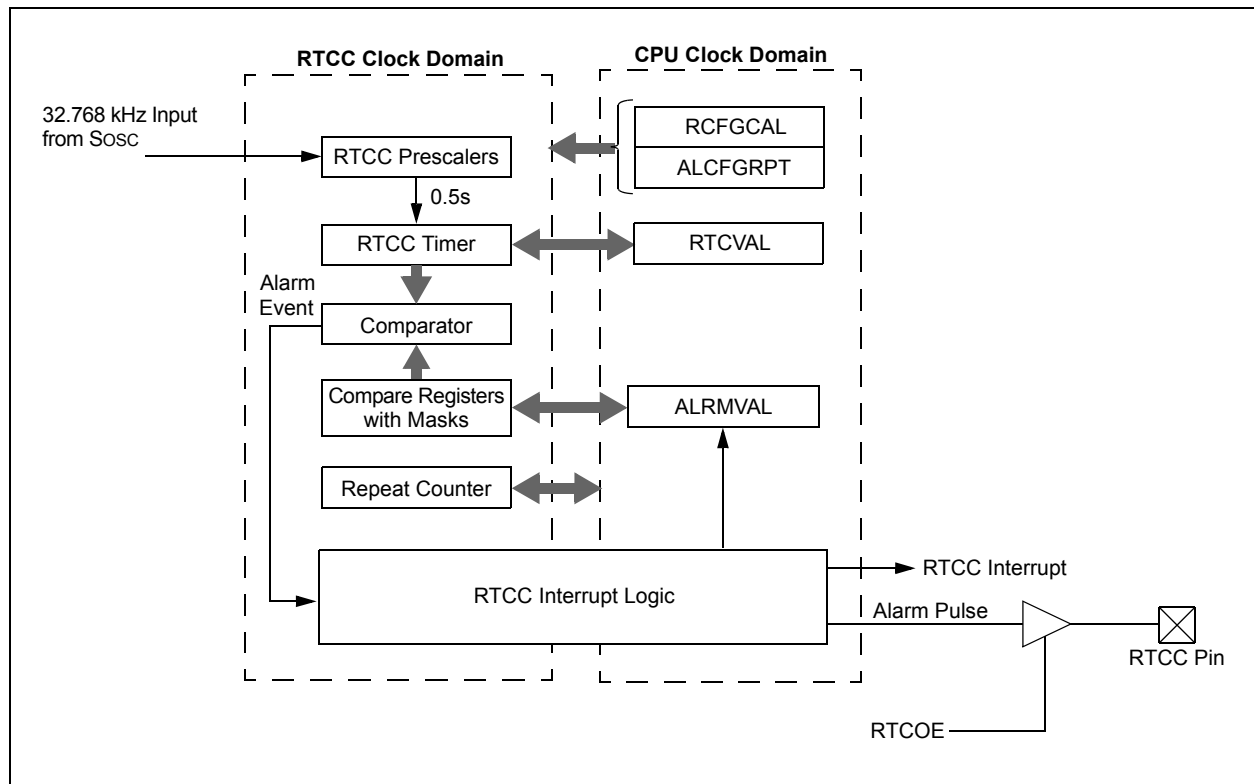 RTCC Clock Domain
CPU Clock Domain
32.768 kHz Input
from SOSC
RCFGCAL
ALCFGRPT
RTCC Prescalers
0.5s
RTCC Timer
RTCVAL
Alarm
Event
Comparator
Compare Registers
with Masks
ALRMVAL
Repeat Counter
RTCC Interrupt Logic
RTCC Interrupt
Alarm Pulse
RTCC Pin
RTCOE